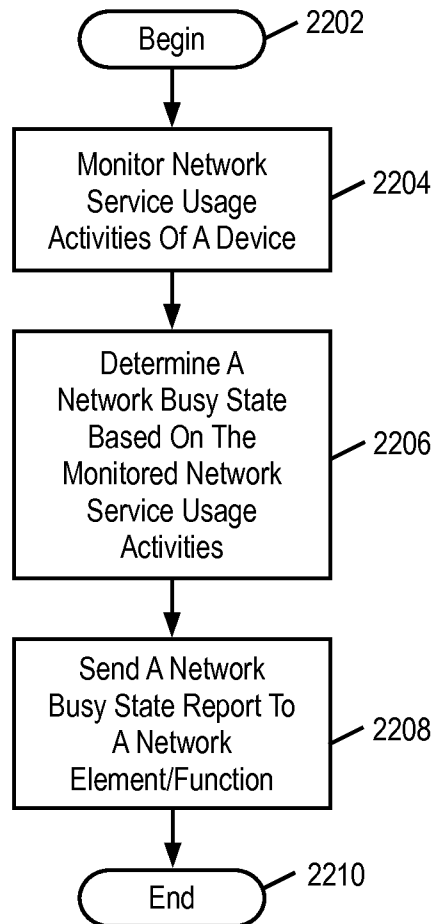 Begin
2202
Monitor Network
Service Usage
Activities Of A Device
2204
Determine A
Network Busy State
Based On The
Monitored Network
Service Usage
Activities
2206
Send A Network
Busy State Report To
A Network
Element/Function
2208
End
2210